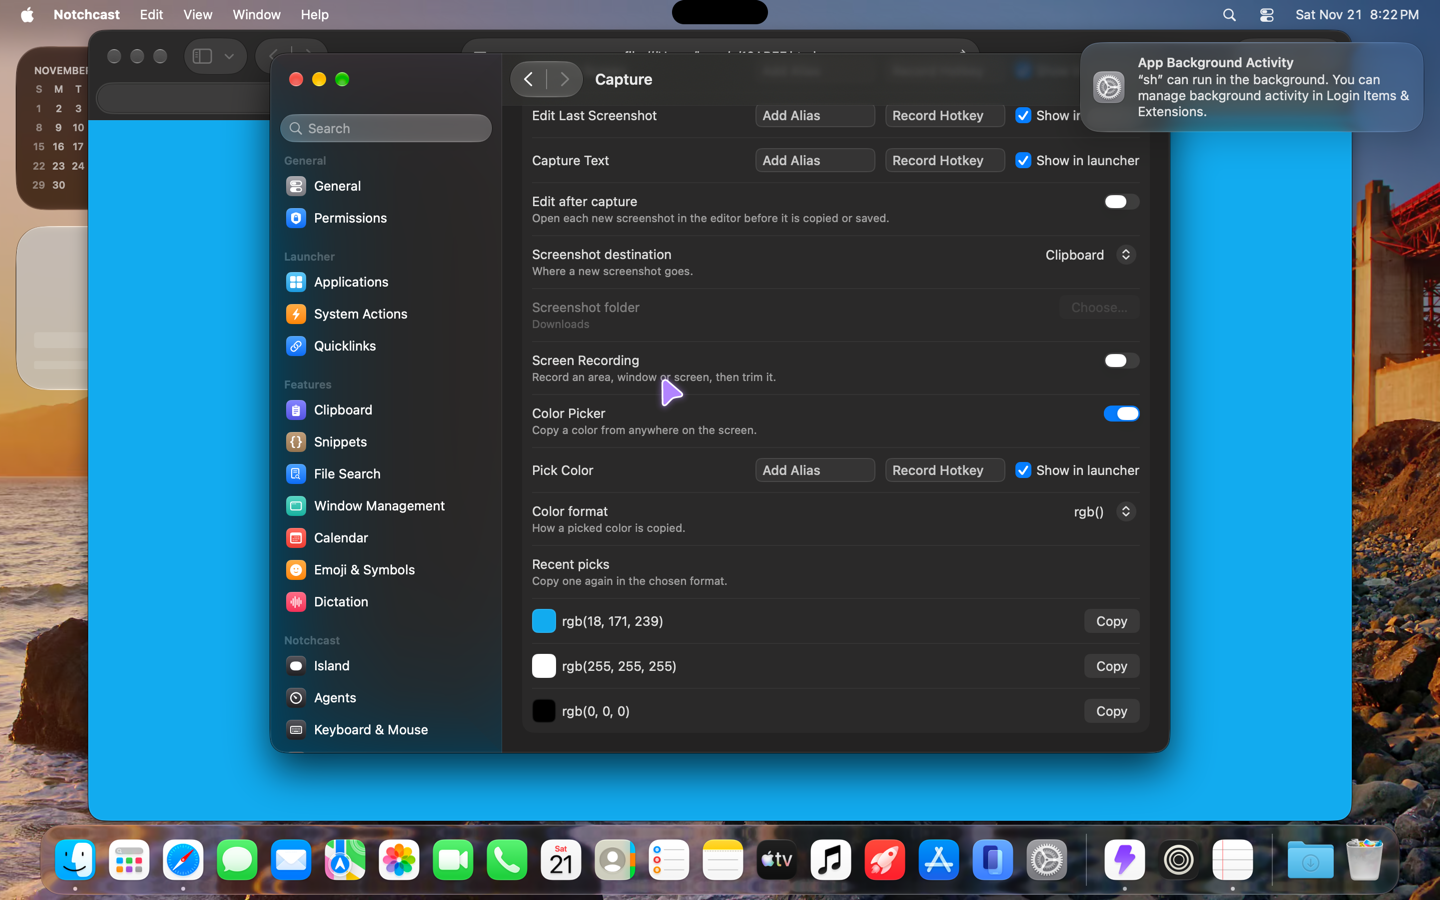 Notchcast Edit View Window Help
Sat Nov 21 8:22 PM
App Background Activity
“sh” can run in the background. You can
manage background activity in Login Items &
Extensions.
NOVEMBER
S M T
1 2 3
8 9 10
15 16 17
22 23 24
29 30
Search
General
General
Permissions
Launcher
Applications
System Actions
Quicklinks
Features
Clipboard
Snippets
File Search
Window Management
Calendar
Emoji & Symbols
Dictation
Notchcast
Island
Agents
Keyboard & Mouse
Capture
Edit Last Screenshot Add Alias Record Hotkey Show in
Capture Text Add Alias Record Hotkey Show in launcher
Edit after capture
Open each new screenshot in the editor before it is copied or saved.
Screenshot destination Clipboard
Where a new screenshot goes.
Screenshot folder Choose...
Downloads
Screen Recording
Record an area, window or screen, then trim it.
Color Picker
Copy a color from anywhere on the screen.
Pick Color Add Alias Record Hotkey Show in launcher
Color format rgb()
How a picked color is copied.
Recent picks
Copy one again in the chosen format.
rgb(18, 171, 239) Copy
rgb(255, 255, 255) Copy
rgb(0, 0, 0) Copy
SAT
21
tv